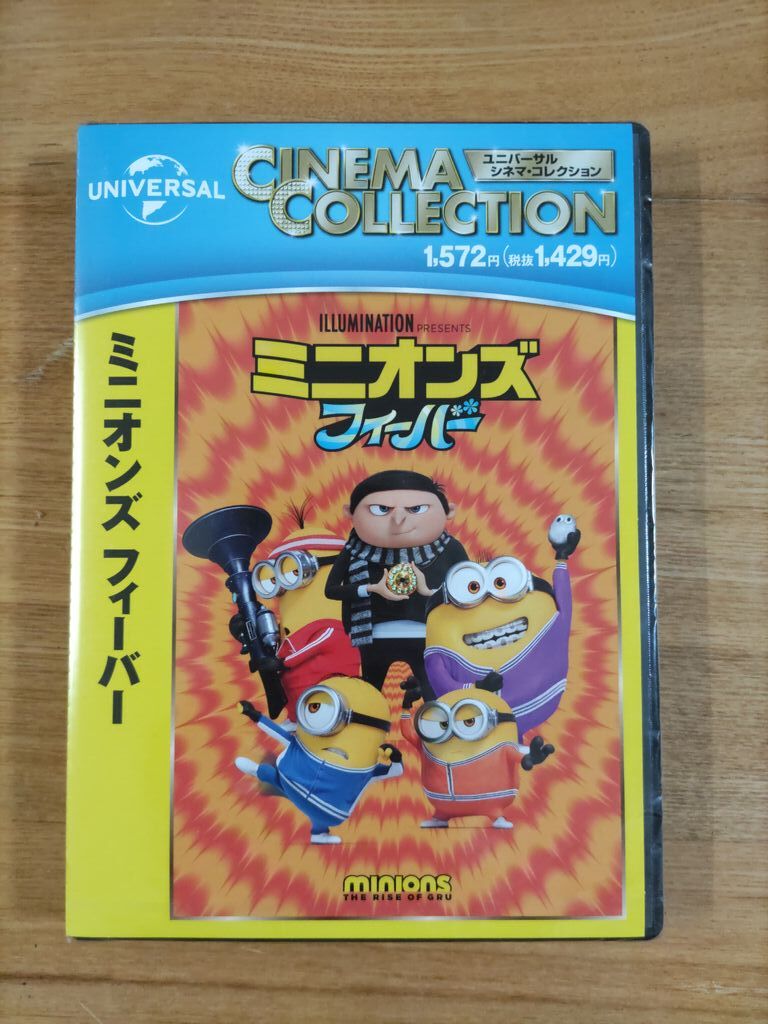 UNIVERSAL
CINEMA
COLLECTION
ユニバーサル
シネマ・コレクション
1,572円(税抜1,429円)
ミニオンズ フィーバー
ILLUMINATION PRESENTS
ミニオンズ
フィーバー
minions
THE RISE OF GRU